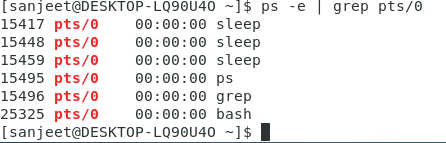 [sanjeet@DESKTOP-LQ90U4O ~]$ ps -e | grep pts/0
15417 pts/0    00:00:00 sleep
15448 pts/0    00:00:00 sleep
15459 pts/0    00:00:00 sleep
15495 pts/0    00:00:00 ps
15496 pts/0    00:00:00 grep
25325 pts/0    00:00:00 bash
[sanjeet@DESKTOP-LQ90U4O ~]$